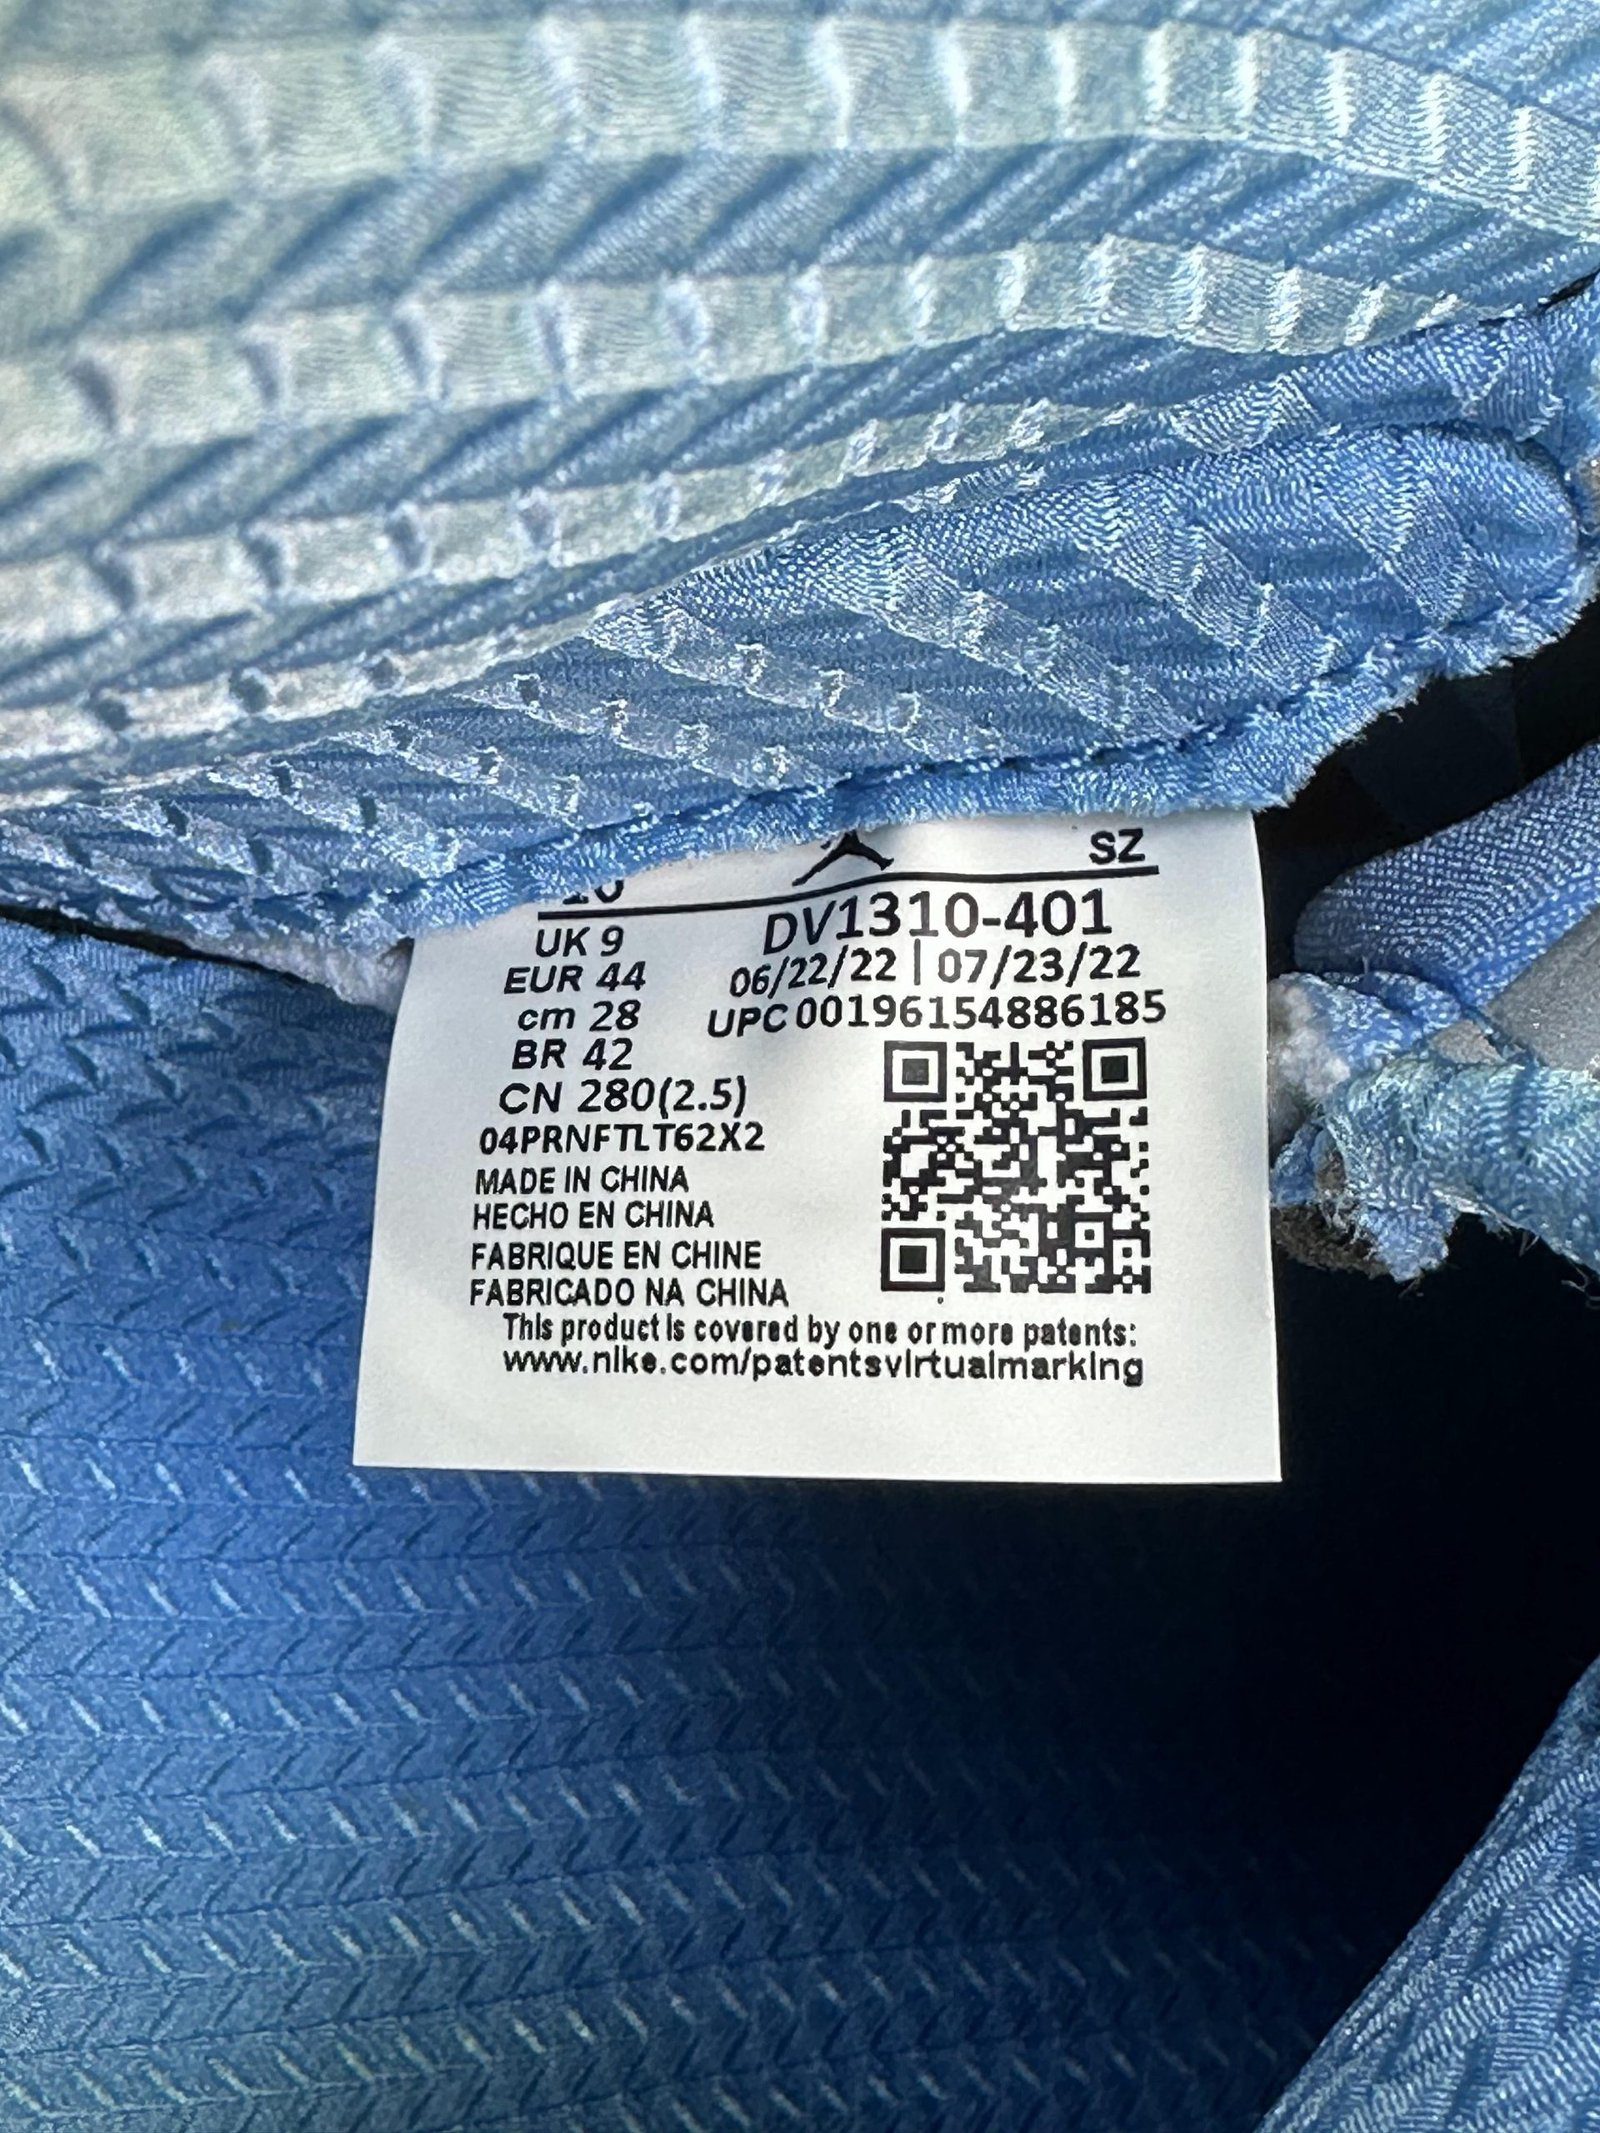 SZ
DV1310-401
UK 9
06/22/22 | 07/23/22
EUR 44
UPC 00196154886185
cm 28
BR 42
CN 280(2.5)
04PRNFTLT62X2
MADE IN CHINA
HECHO EN CHINA
FABRIQUE EN CHINE
FABRICADO NA CHINA
This product is covered by one or more patents:
www.nike.com/patentsvirtualmarking